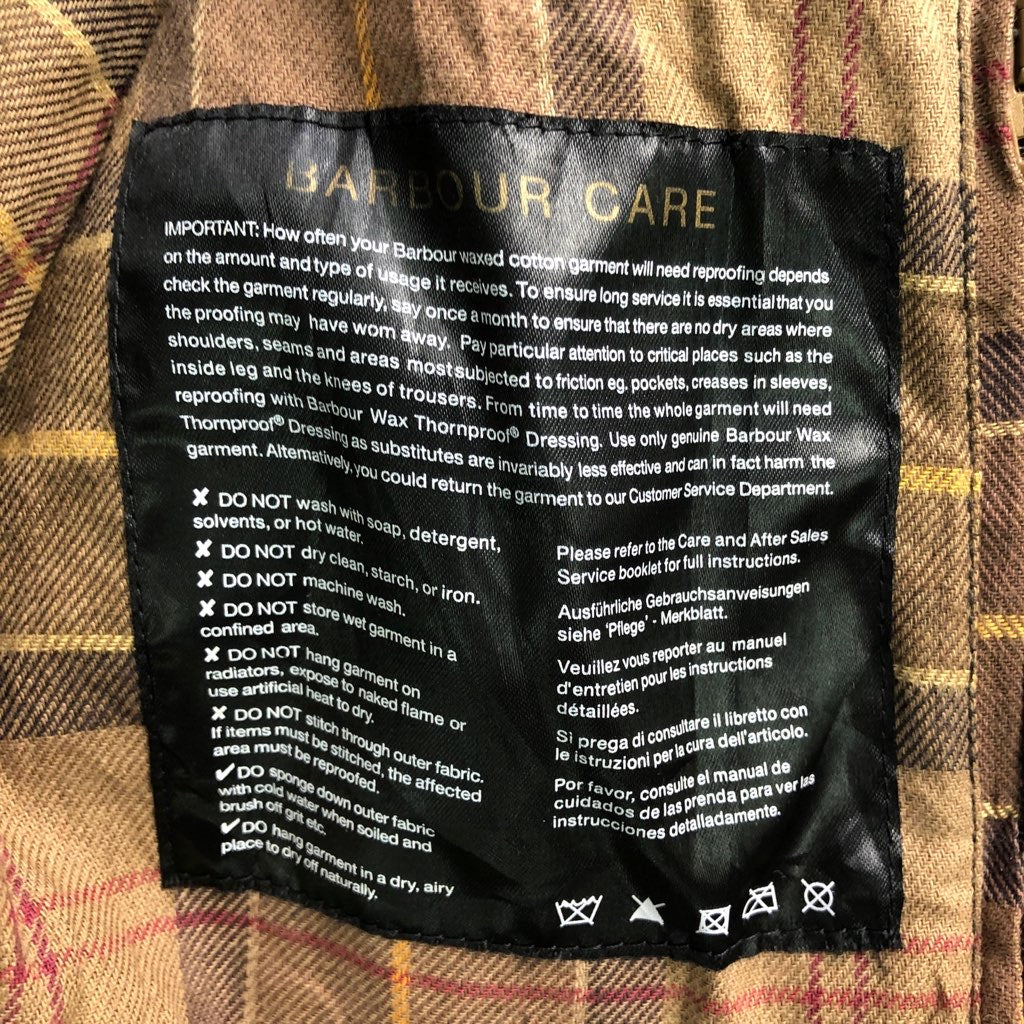 BARBOUR CARE
IMPORTANT: How often your Barbour waxed cotton garment will need reproofing depends
on the amount and type of usage it receives. To ensure long service it is essential that you
check the garment regularly, say once a month to ensure that there are no dry areas where
the proofing may have worn away. Pay particular attention to critical places such as the
shoulders, seams and areas most subjected to friction eg. pockets, creases in sleeves,
inside leg and the knees of trousers. From time to time the whole garment will need
reproofing with Barbour Wax Thornproof® Dressing. Use only genuine Barbour Wax
Thornproof® Dressing as substitutes are invariably less effective and can in fact harm the
garment. Alternatively, you could return the garment to our Customer Service Department.
✘ DO NOT wash with soap, detergent,
solvents, or hot water.
✘ DO NOT dry clean, starch, or iron.
✘ DO NOT machine wash.
✘ DO NOT store wet garment in a
confined area.
✘ DO NOT hang garment on
radiators, expose to naked flame or
use artificial heat to dry.
✘ DO NOT stitch through outer fabric.
If items must be stitched, the affected
area must be reproofed.
✔ DO sponge down outer fabric
with cold water when soiled and
brush off grit etc.
✔ DO hang garment in a dry, airy
place to dry off naturally.
Please refer to the Care and After Sales
Service booklet for full instructions.
Ausführliche Gebrauchsanweisungen
siehe 'Pflege' - Merkblatt.
Veuillez vous reporter au manuel
d'entretien pour les instructions
détaillées.
Si prega di consultare il libretto con
le istruzioni per la cura dell'articolo.
Por favor, consulte el manual de
cuidados de las prenda para ver las
instrucciones detalladamente.